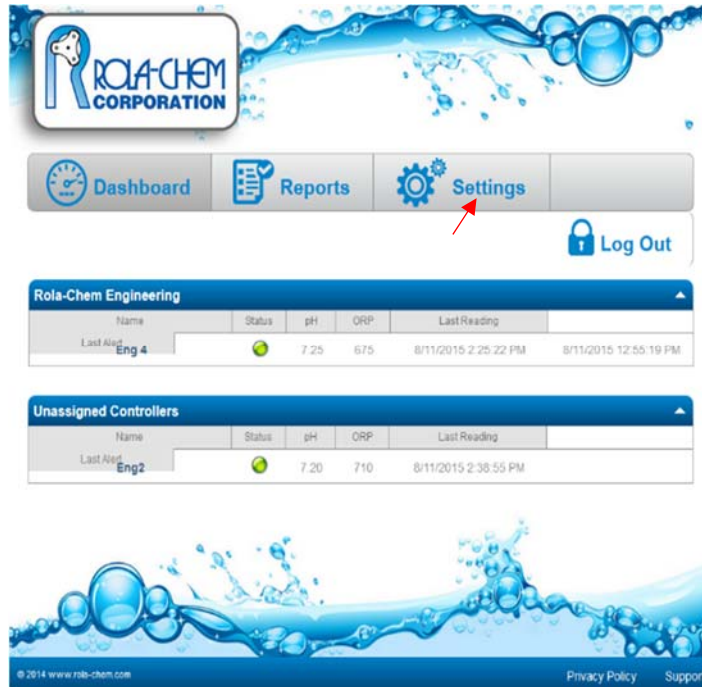 ROLA-CHEM
CORPORATION
Dashboard Reports Settings
Log Out
Rola-Chem Engineering
Name Status pH ORP Last Reading
Last Alert
Eng 4 7.25 675 8/11/2015 2:25:22 PM 8/11/2015 12:55:19 PM
Unassigned Controllers
Name Status pH ORP Last Reading
Last Alert
Eng2 7.20 710 8/11/2015 2:38:55 PM
© 2014 www.rola-chem.com Privacy Policy Suppor